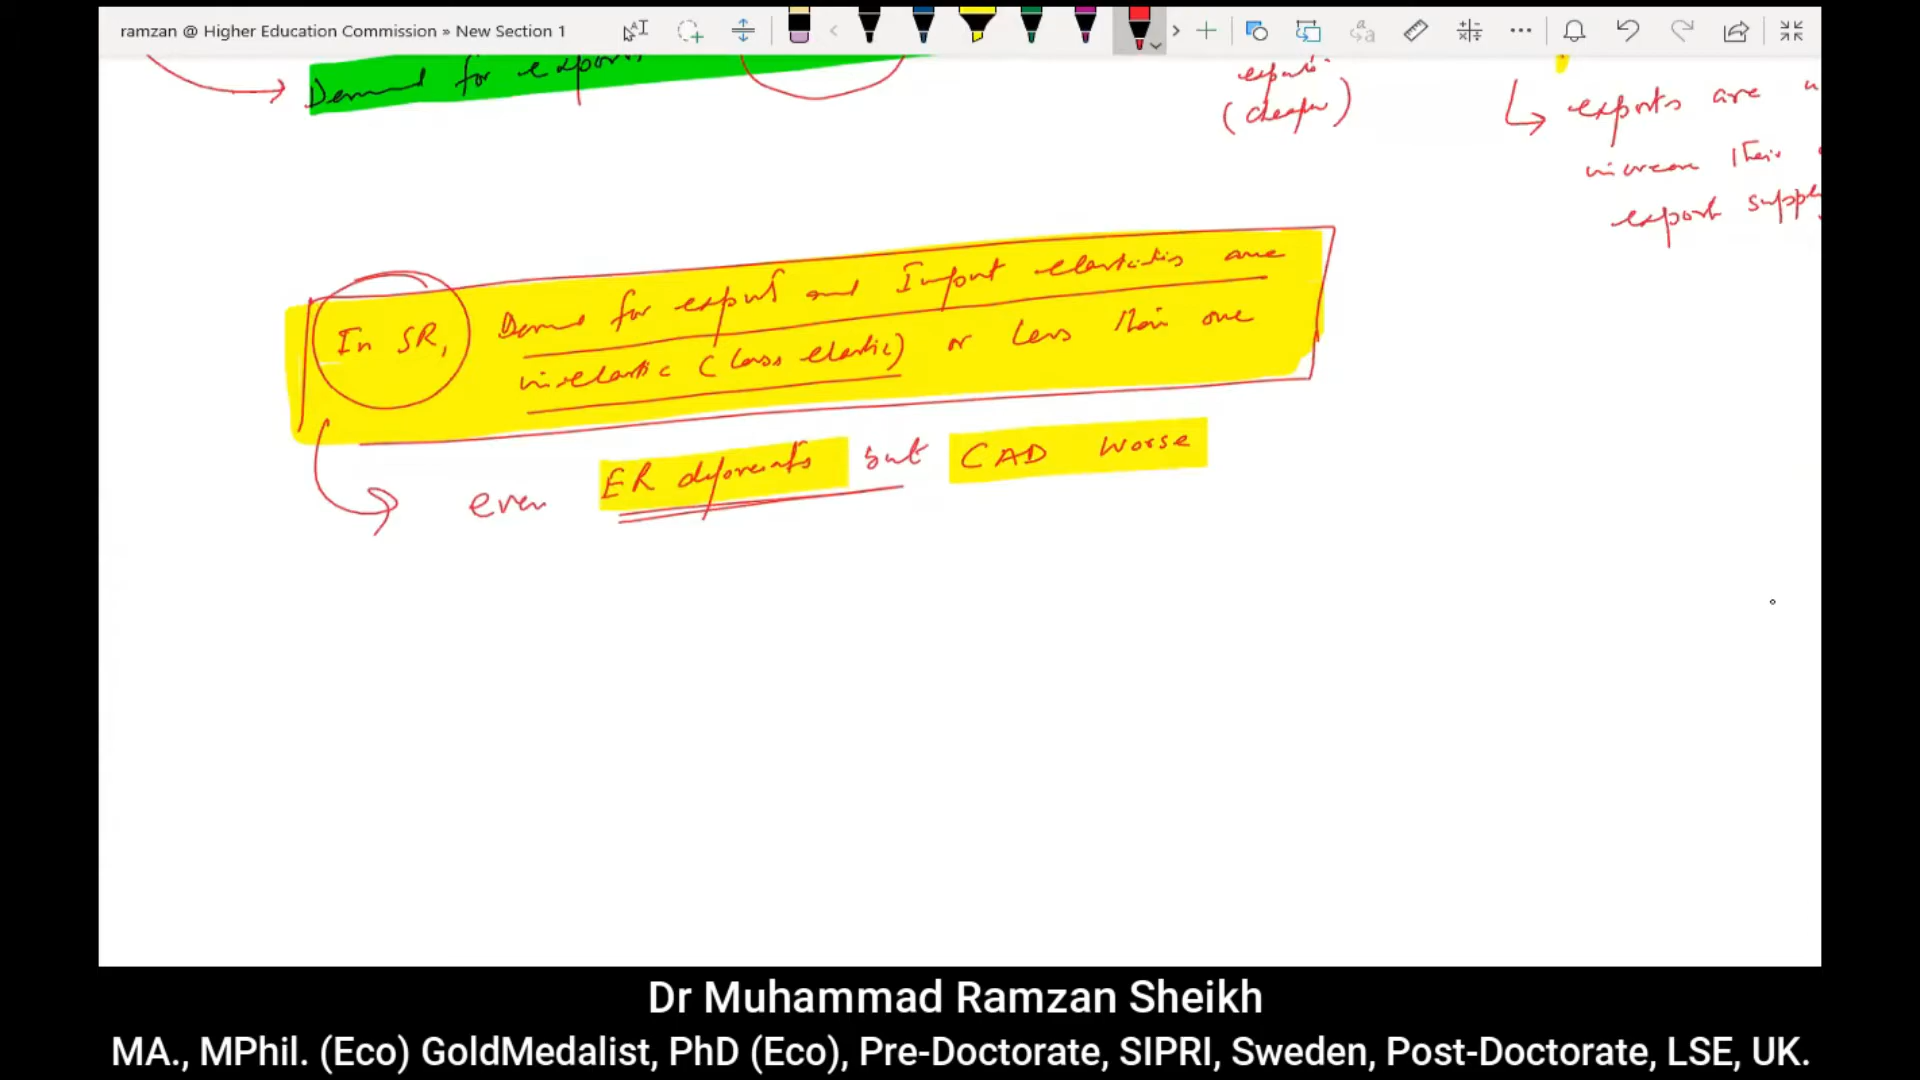 ramzan @ Higher Education Commission » New Section 1
Demand for exports
exports
(cheaper)
exports are
increase their
export supply
In SR, Demand for export and Import elasticities are
inelastic (Less elastic) or Less than one
even ER depreciates but CAD worse
Dr Muhammad Ramzan Sheikh
MA., MPhil. (Eco) GoldMedalist, PhD (Eco), Pre-Doctorate, SIPRI, Sweden, Post-Doctorate, LSE, UK.